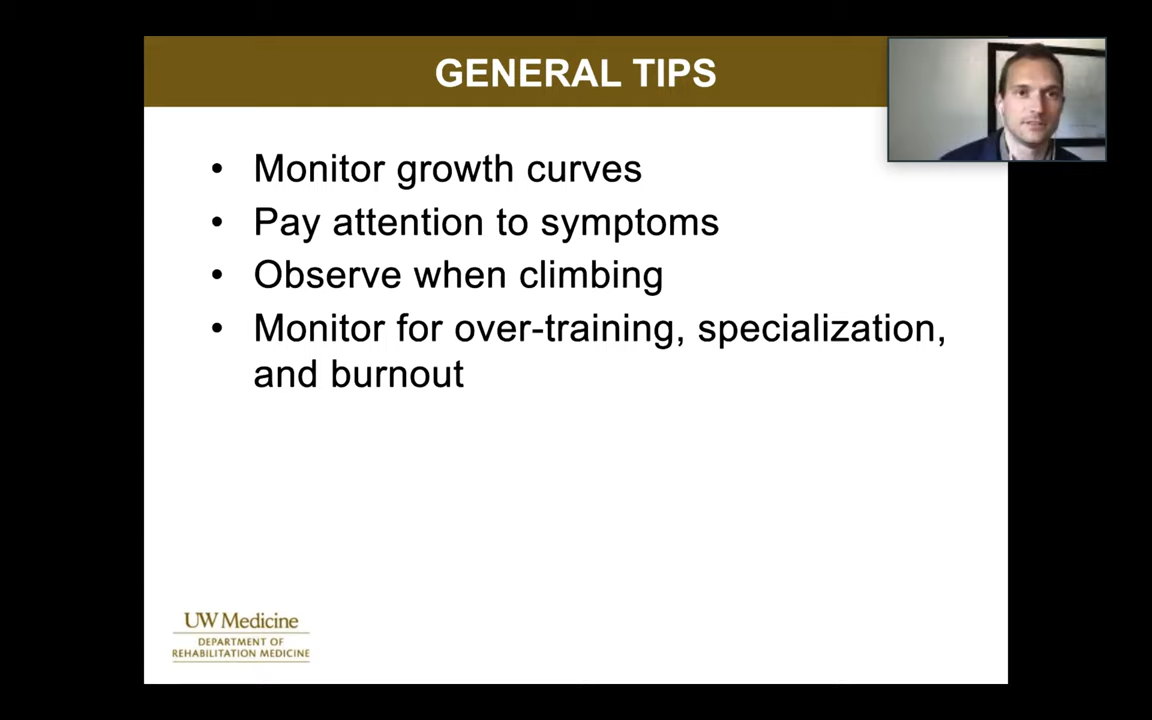 GENERAL TIPS
• Monitor growth curves
• Pay attention to symptoms
• Observe when climbing
• Monitor for over-training, specialization,
and burnout
UW Medicine
DEPARTMENT OF
REHABILITATION MEDICINE